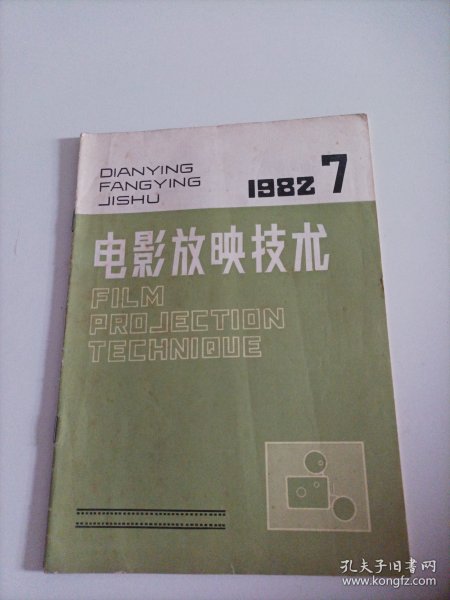 DIANYING
FANGYING
JISHU
1982 7
电影放映技术
FILM
PROJECTION
TECHNIQUE
孔夫子旧书网
www.kongfz.com